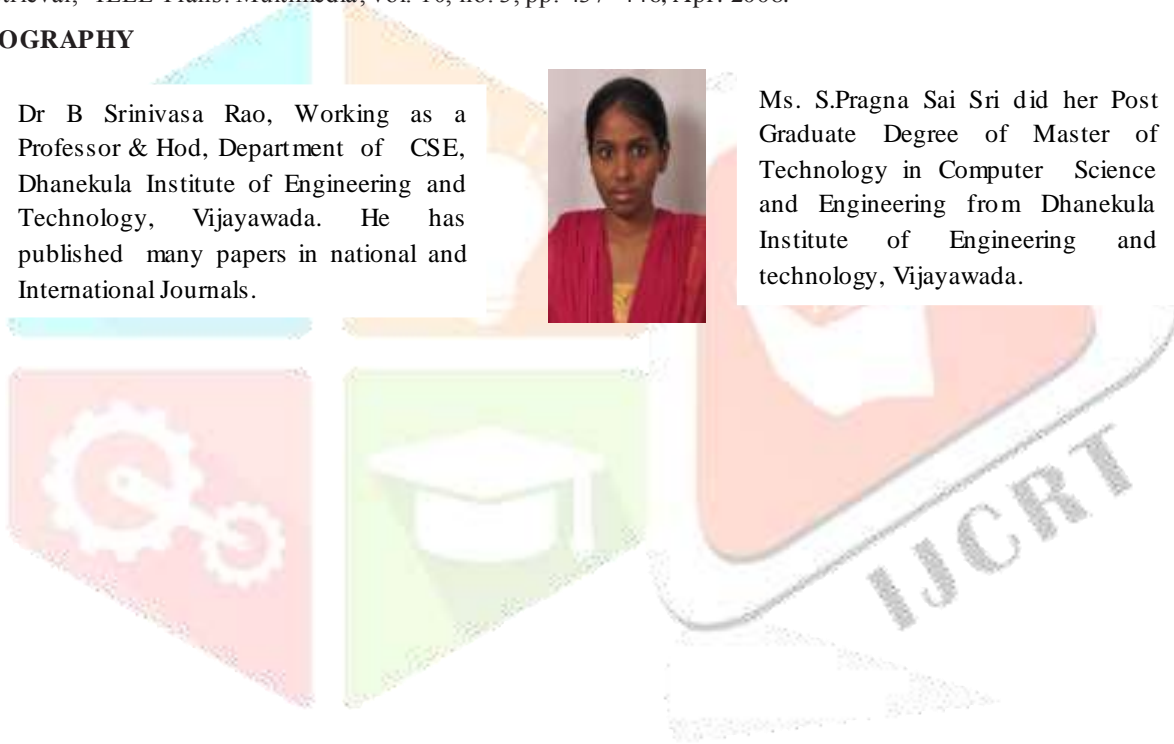 trieval," IEEE Trans. Multimedia, vol. 10, no. 3, pp. 437–448, Apr. 2008.
OGRAPHY
Dr B Srinivasa Rao, Working as a
Professor & Hod, Department of CSE,
Dhanekula Institute of Engineering and
Technology, Vijayawada. He has
published many papers in national and
International Journals.
Ms. S.Pragna Sai Sri did her Post
Graduate Degree of Master of
Technology in Computer Science
and Engineering from Dhanekula
Institute of Engineering and
technology, Vijayawada.
IJCRT